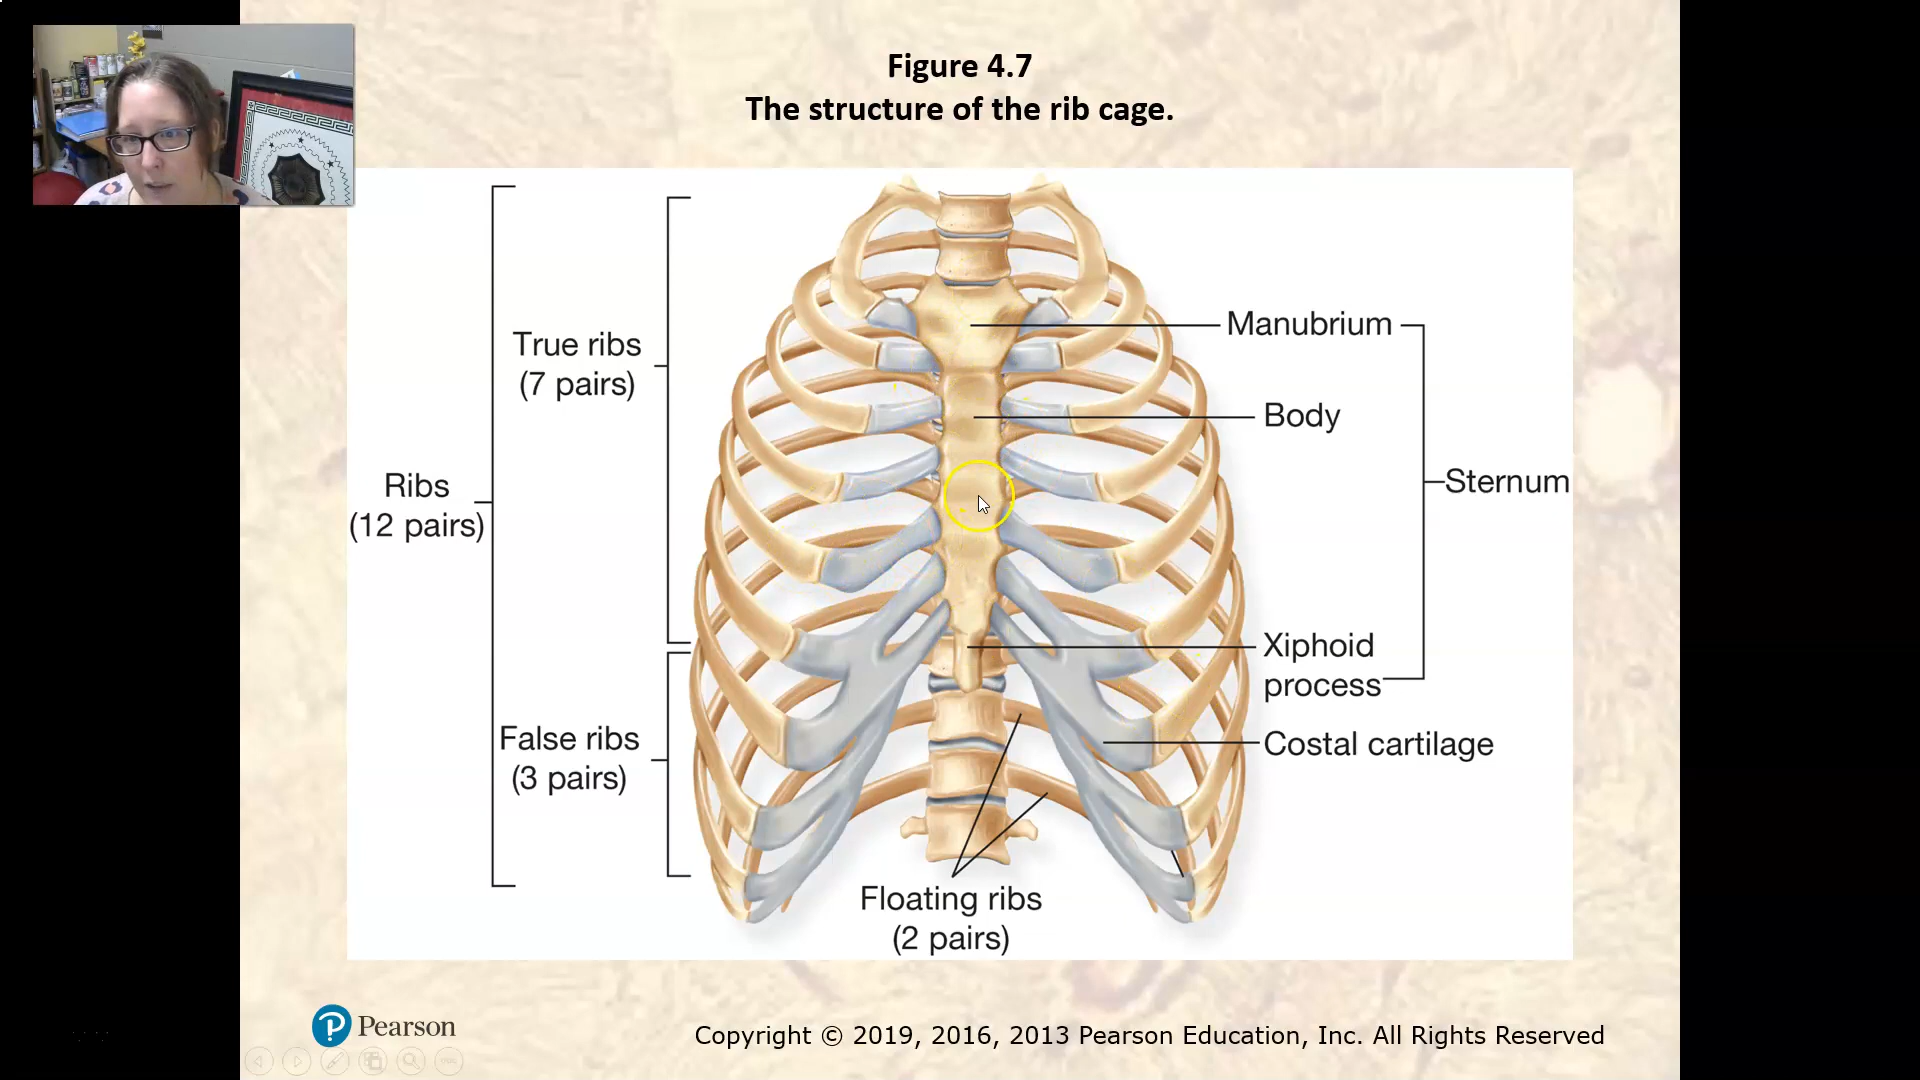 Figure 4.7
The structure of the rib cage.
True ribs
(7 pairs)
Ribs
(12 pairs)
False ribs
(3 pairs)
Manubrium
Body
Sternum
Xiphoid
process
Costal cartilage
Floating ribs
(2 pairs)
Pearson
Copyright © 2019, 2016, 2013 Pearson Education, Inc. All Rights Reserved